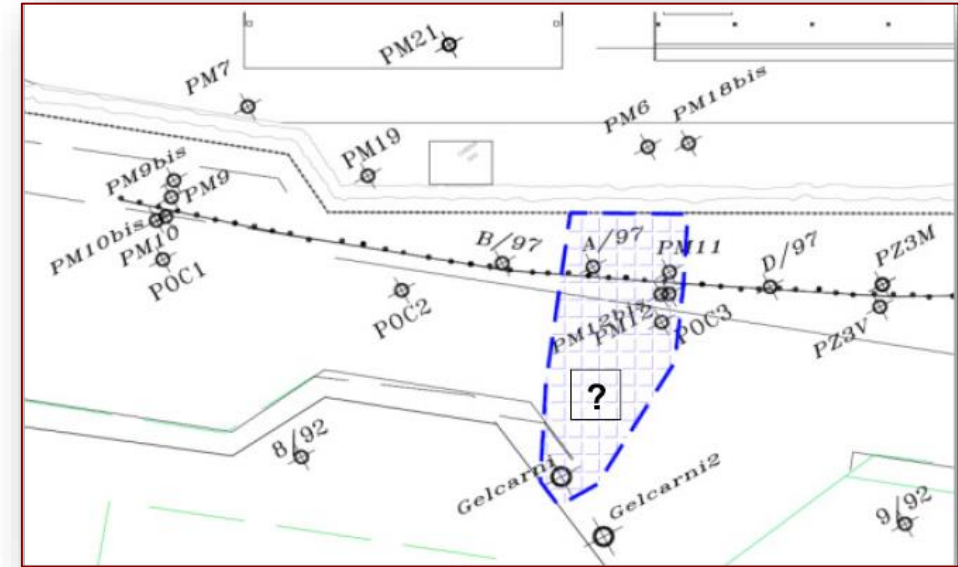 PM21
PM7
PM18bis
PM6
PM19
PM9bis
PM9
PM10bis
PM10
POC1
B/97
A/97
PM11
D/97
PZ3M
POC2
PM12bis
PM12
POC3
PZ3V
?
8/92
Gelcarni
Gelcarni2
9/92